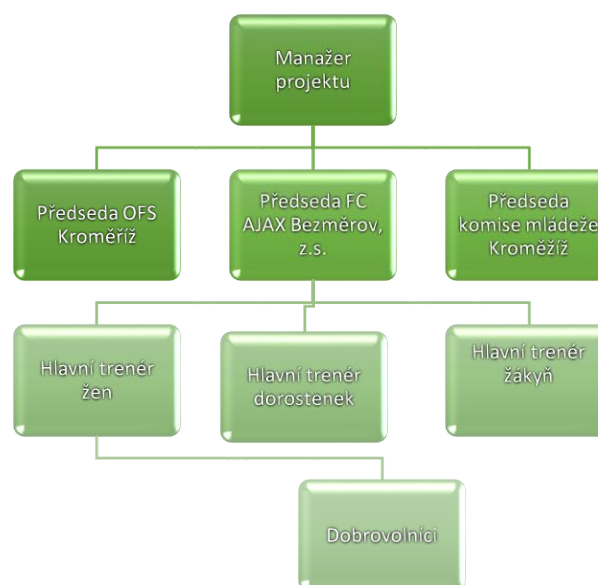 Manažer
projektu
Předseda OFS
Kroměříž
Předseda FC
AJAX Bezměrov,
z.s.
Předseda
komise mládeže
Kroměžíž
Hlavní trenér
žen
Hlavní trenér
dorostenek
Hlavní trenér
žákyň
Dobrovolníci